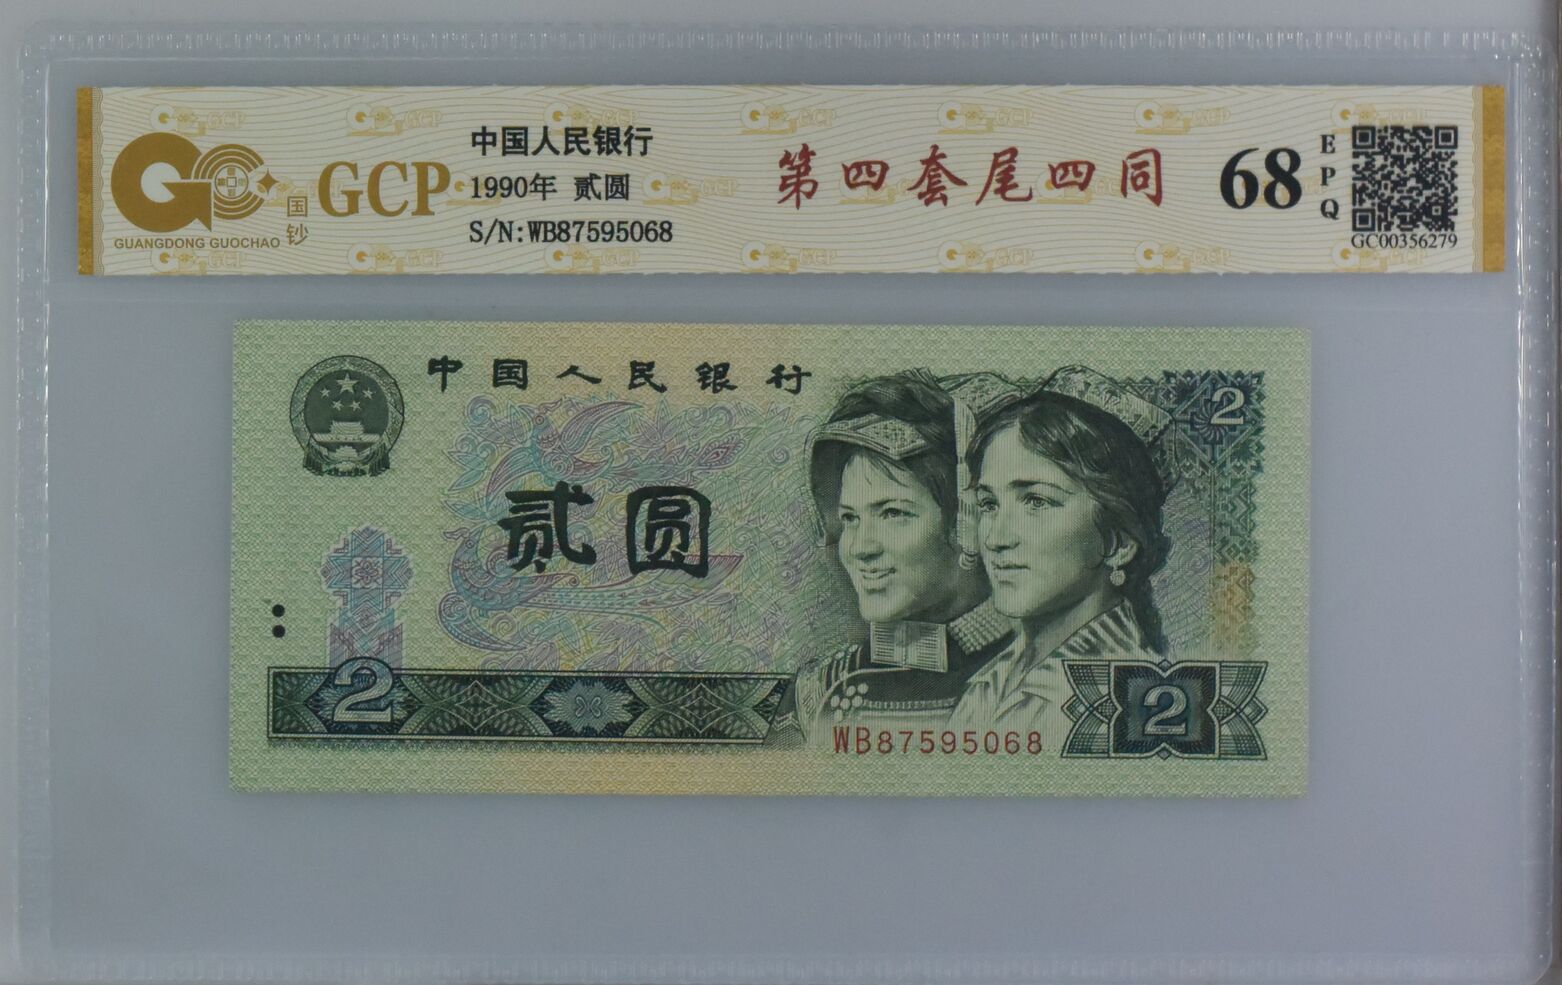 GCP
国钞
GUANGDONG GUOCHAO
中国人民银行
1990年 贰圆
S/N:WB87595068
第四套尾四同
68
EPQ
GC00356279
中国人民银行
2
贰圆
2
WB87595068
2